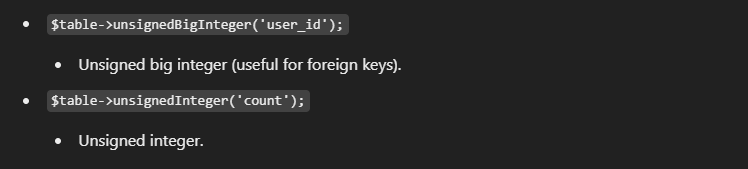 $table->unsignedBigInteger('user_id');
Unsigned big integer (useful for foreign keys).
$table->unsignedInteger('count');
Unsigned integer.